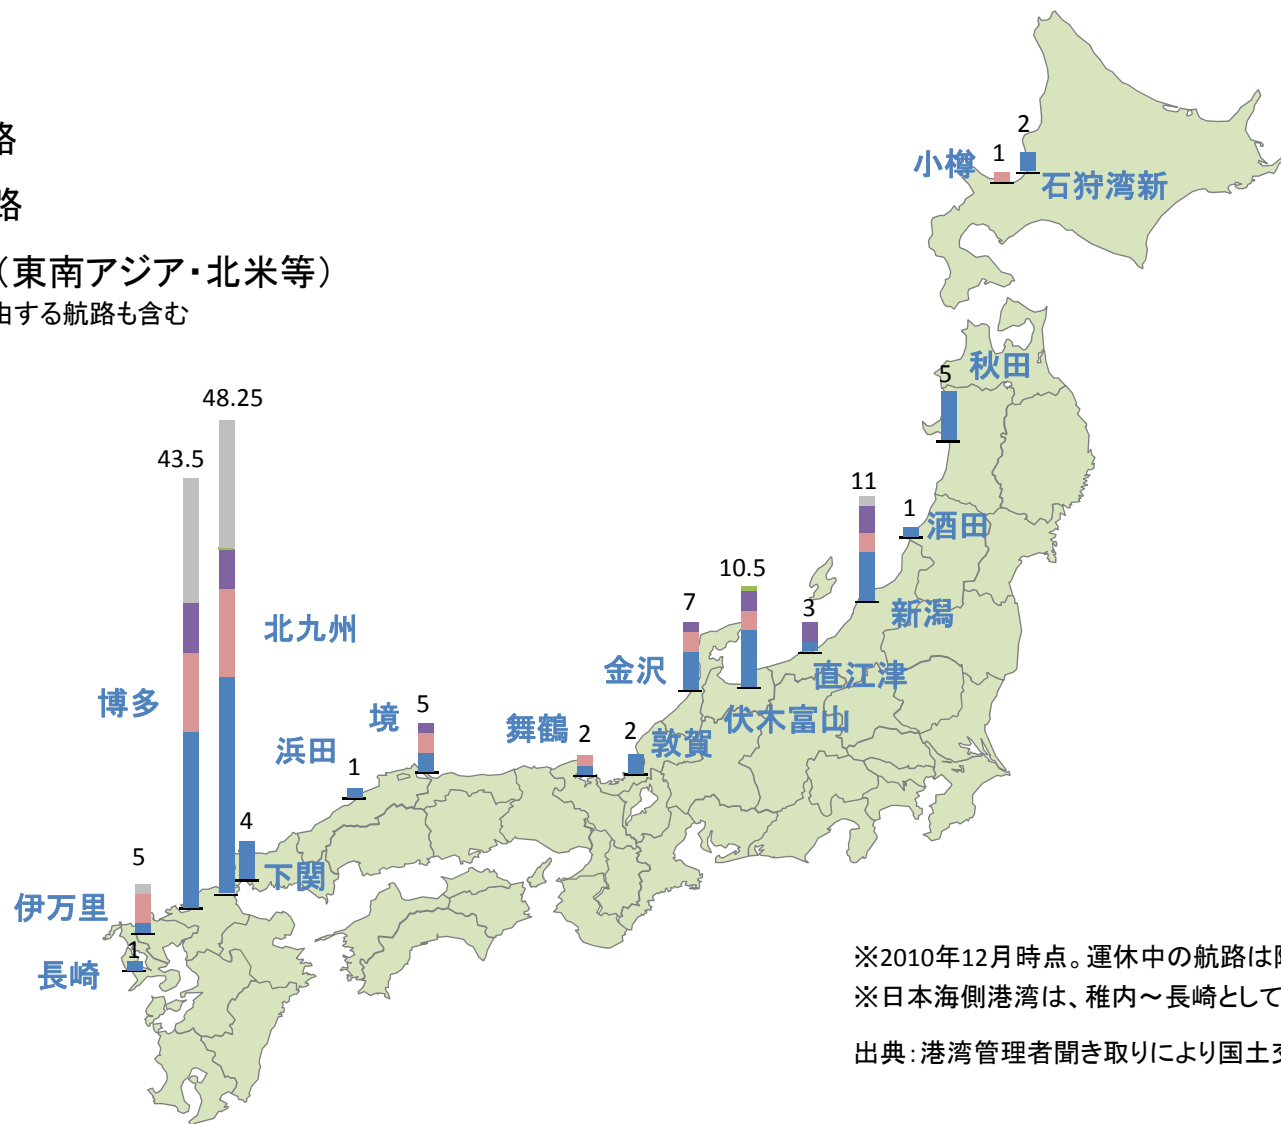 路
路
（東南アジア・北米等）
由する航路も含む
2
1
小樽
石狩湾新
秋田
5
48.25
43.5
11
1
酒田
10.5
7
3
新潟
北九州
金沢
直江津
博多
伏木富山
境
5
舞鶴
2
2
敦賀
浜田
1
4
5
下関
伊万里
1
長崎
※2010年12月時点。運休中の航路は
※日本海側港湾は、稚内～長崎として
出典：港湾管理者聞き取りにより国土交